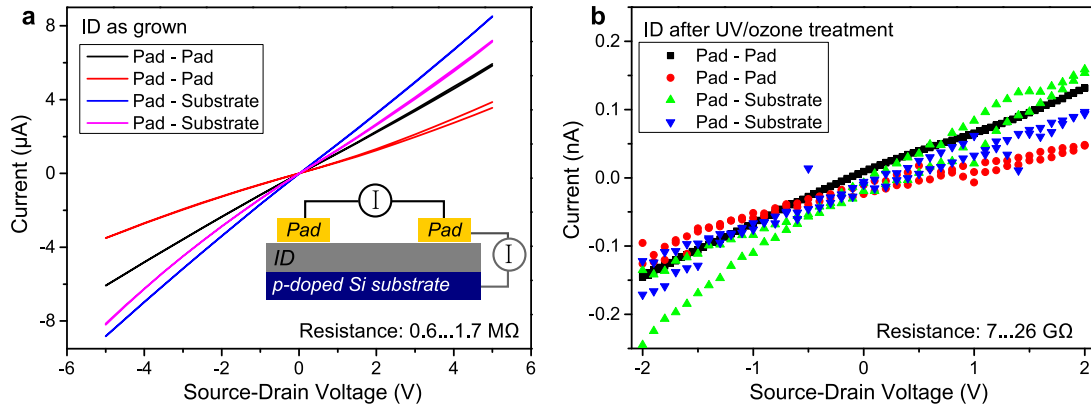 a
ID as grown
Pad - Pad
Pad - Pad
Pad - Substrate
Pad - Substrate
8
4
0
-4
-8
Current (µA)
I
Pad
Pad
I
ID
p-doped Si substrate
Resistance: 0.6...1.7 MΩ
-6
-4
-2
0
2
4
6
Source-Drain Voltage (V)
b
ID after UV/ozone treatment
Pad - Pad
Pad - Pad
Pad - Substrate
Pad - Substrate
0.2
0.1
0.0
-0.1
-0.2
Current (nA)
Resistance: 7...26 GΩ
-2
-1
0
1
2
Source-Drain Voltage (V)